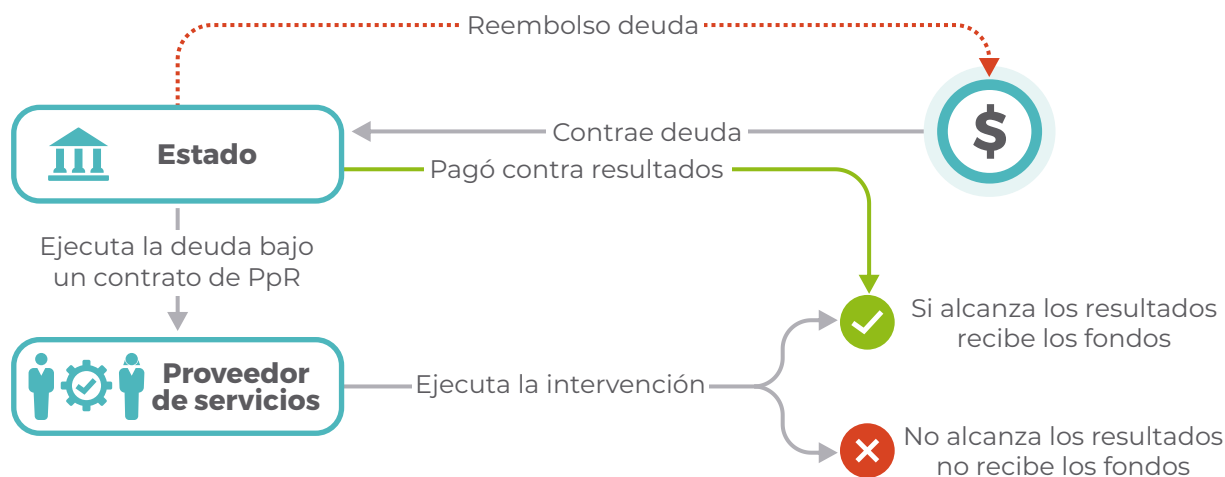 Reembolso deuda
Contrae deuda
$
Estado
Pagó contra resultados
Ejecuta la deuda bajo
un contrato de PpR
Si alcanza los resultados
recibe los fondos
Proveedor
de servicios
Ejecuta la intervención
No alcanza los resultados
no recibe los fondos